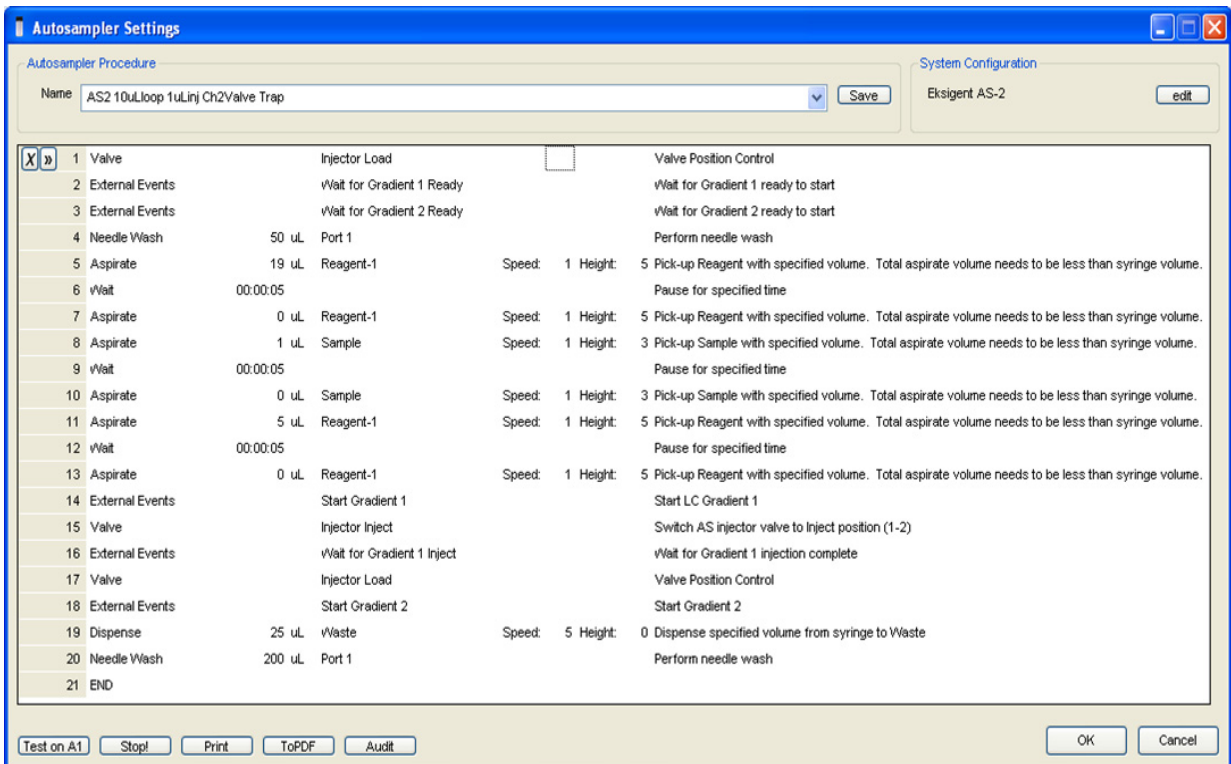 Autosampler Settings
Autosampler Procedure
System Configuration
Name AS2 10uLloop 1uLinj Ch2Valve Trap Save
Eksigent AS-2 edit
X » 1 Valve Injector Load Valve Position Control
2 External Events Wait for Gradient 1 Ready Wait for Gradient 1 ready to start
3 External Events Wait for Gradient 2 Ready Wait for Gradient 2 ready to start
4 Needle Wash 50 uL Port 1 Perform needle wash
5 Aspirate 19 uL Reagent-1 Speed: 1 Height: 5 Pick-up Reagent with specified volume. Total aspirate volume needs to be less than syringe volume.
6 Wait 00:00:05 Pause for specified time
7 Aspirate 0 uL Reagent-1 Speed: 1 Height: 5 Pick-up Reagent with specified volume. Total aspirate volume needs to be less than syringe volume.
8 Aspirate 1 uL Sample Speed: 1 Height: 3 Pick-up Sample with specified volume. Total aspirate volume needs to be less than syringe volume.
9 Wait 00:00:05 Pause for specified time
10 Aspirate 0 uL Sample Speed: 1 Height: 3 Pick-up Sample with specified volume. Total aspirate volume needs to be less than syringe volume.
11 Aspirate 5 uL Reagent-1 Speed: 1 Height: 5 Pick-up Reagent with specified volume. Total aspirate volume needs to be less than syringe volume.
12 Wait 00:00:05 Pause for specified time
13 Aspirate 0 uL Reagent-1 Speed: 1 Height: 5 Pick-up Reagent with specified volume. Total aspirate volume needs to be less than syringe volume.
14 External Events Start Gradient 1 Start LC Gradient 1
15 Valve Injector Inject Switch AS injector valve to Inject position (1-2)
16 External Events Wait for Gradient 1 Inject Wait for Gradient 1 injection complete
17 Valve Injector Load Valve Position Control
18 External Events Start Gradient 2 Start Gradient 2
19 Dispense 25 uL Waste Speed: 5 Height: 0 Dispense specified volume from syringe to Waste
20 Needle Wash 200 uL Port 1 Perform needle wash
21 END
Test on A1 Stop! Print ToPDF Audit OK Cancel